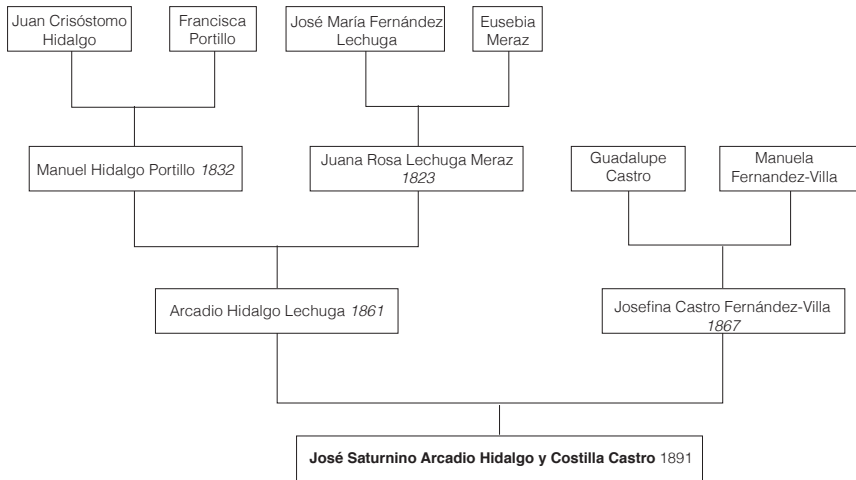 Juan Crisóstomo
Hidalgo
Francisca
Portillo
José María Fernández
Lechuga
Eusebia
Meraz
Manuel Hidalgo Portillo 1832
Juana Rosa Lechuga Meraz
1823
Guadalupe
Castro
Manuela
Fernandez-Villa
Arcadio Hidalgo Lechuga 1861
Josefina Castro Fernández-Villa
1867
José Saturnino Arcadio Hidalgo y Costilla Castro 1891